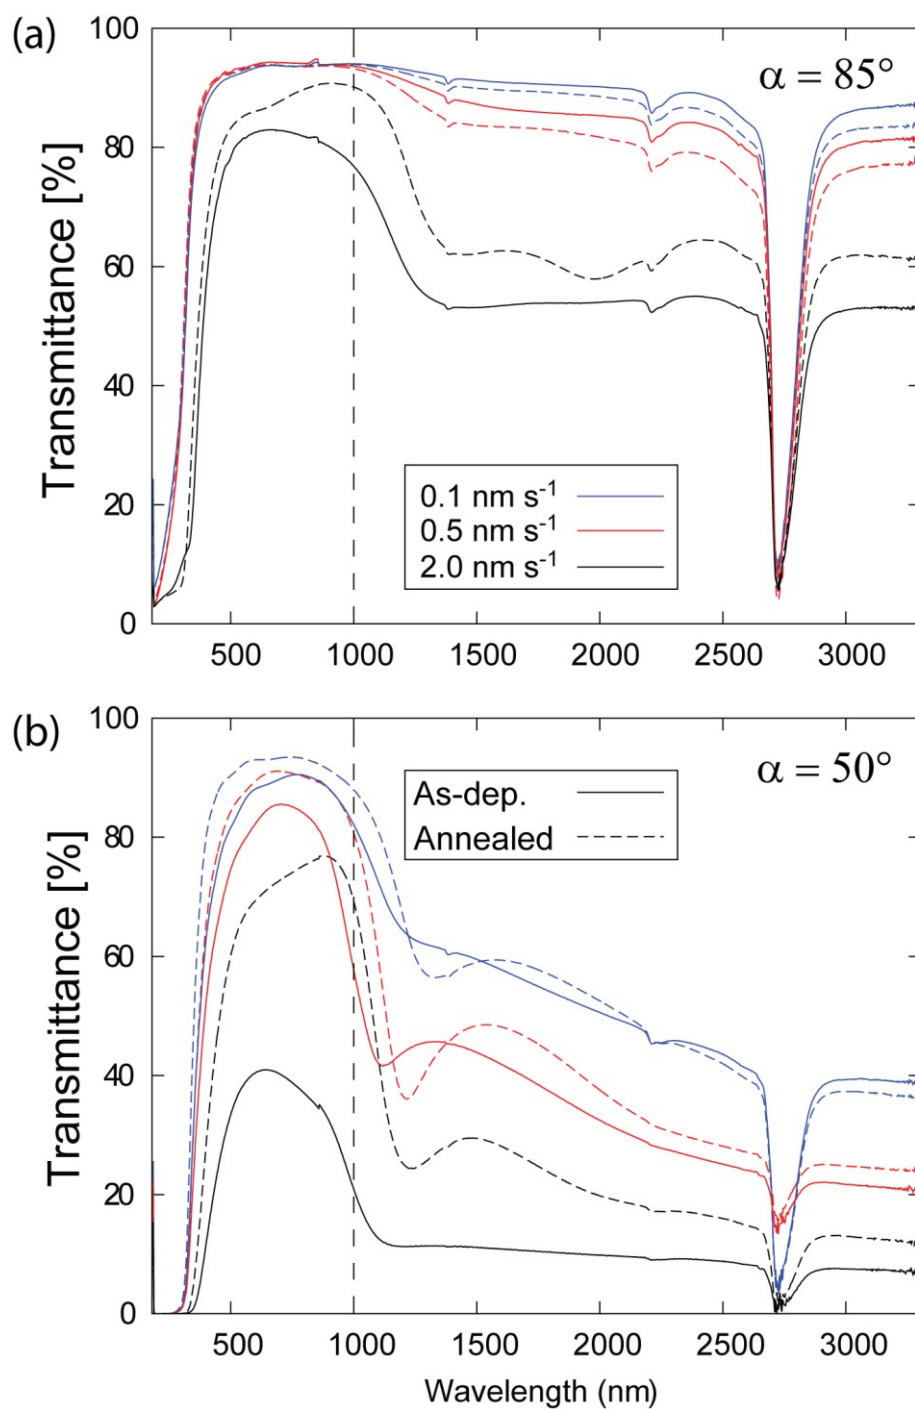 (a)
α = 85°
Transmittance [%]
100
80
60
40
20
0
0.1 nm s⁻¹
0.5 nm s⁻¹
2.0 nm s⁻¹
500 1000 1500 2000 2500 3000
(b)
α = 50°
Transmittance [%]
100
80
60
40
20
0
As-dep.
Annealed
500 1000 1500 2000 2500 3000
Wavelength (nm)